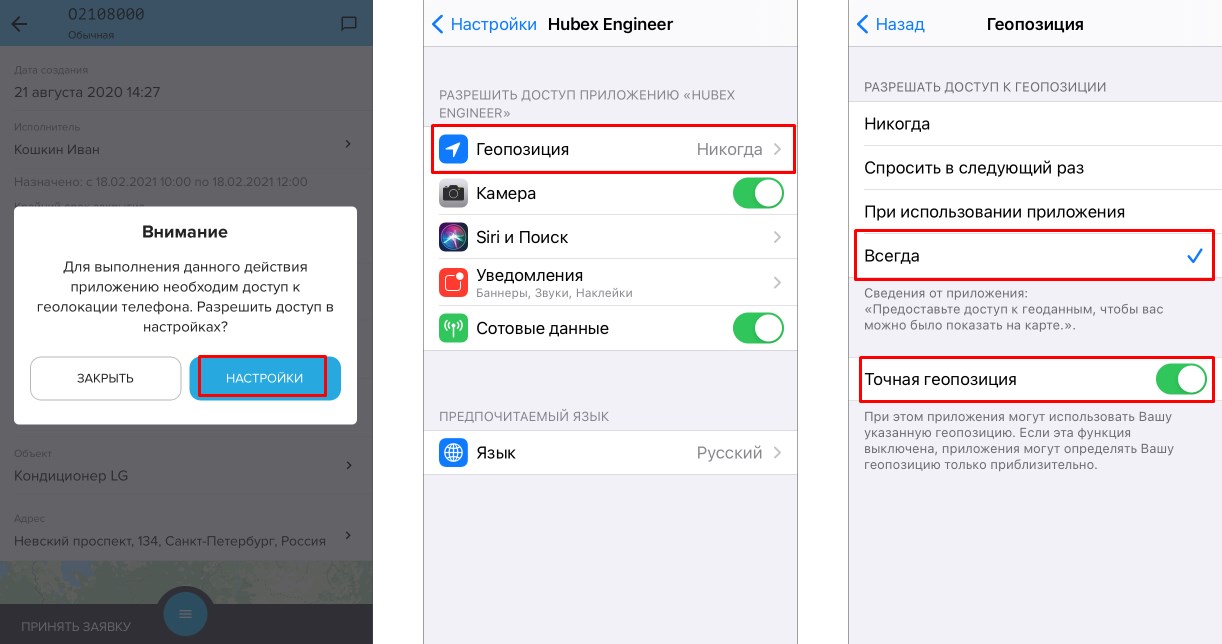 O2108000
Обычная
Дата создания
21 августа 2020 14:27
Исполнитель
Кошкин Иван
Назначено: с 18.02.2021 10:00 по 18.02.2021 12:00
Внимание
Для выполнения данного действия
приложению необходим доступ к
геолокации телефона. Разрешить доступ в
настройках?
ЗАКРЫТЬ
НАСТРОЙКИ
Объект
Кондиционер LG
Адрес
Невский проспект, 134, Санкт-Петербург, Россия
ПРИНЯТЬ ЗАЯВКУ
Настройки
Hubex Engineer
РАЗРЕШИТЬ ДОСТУП ПРИЛОЖЕНИЮ «HUBEX
ENGINEER»
Геопозиция
Никогда
Камера
Siri и Поиск
Уведомления
Баннеры, Звуки, Наклейки
Сотовые данные
ПРЕДПОЧИТАЕМЫЙ ЯЗЫК
Язык
Русский
Назад
Геопозиция
РАЗРЕШАТЬ ДОСТУП К ГЕОПОЗИЦИИ
Никогда
Спросить в следующий раз
При использовании приложения
Всегда
Сведения от приложения:
«Предоставьте доступ к геоданным, чтобы вас
можно было показать на карте.».
Точная геопозиция
При этом приложения могут использовать Вашу
указанную геопозицию. Если эта функция
выключена, приложения могут определять Вашу
геопозицию только приблизительно.